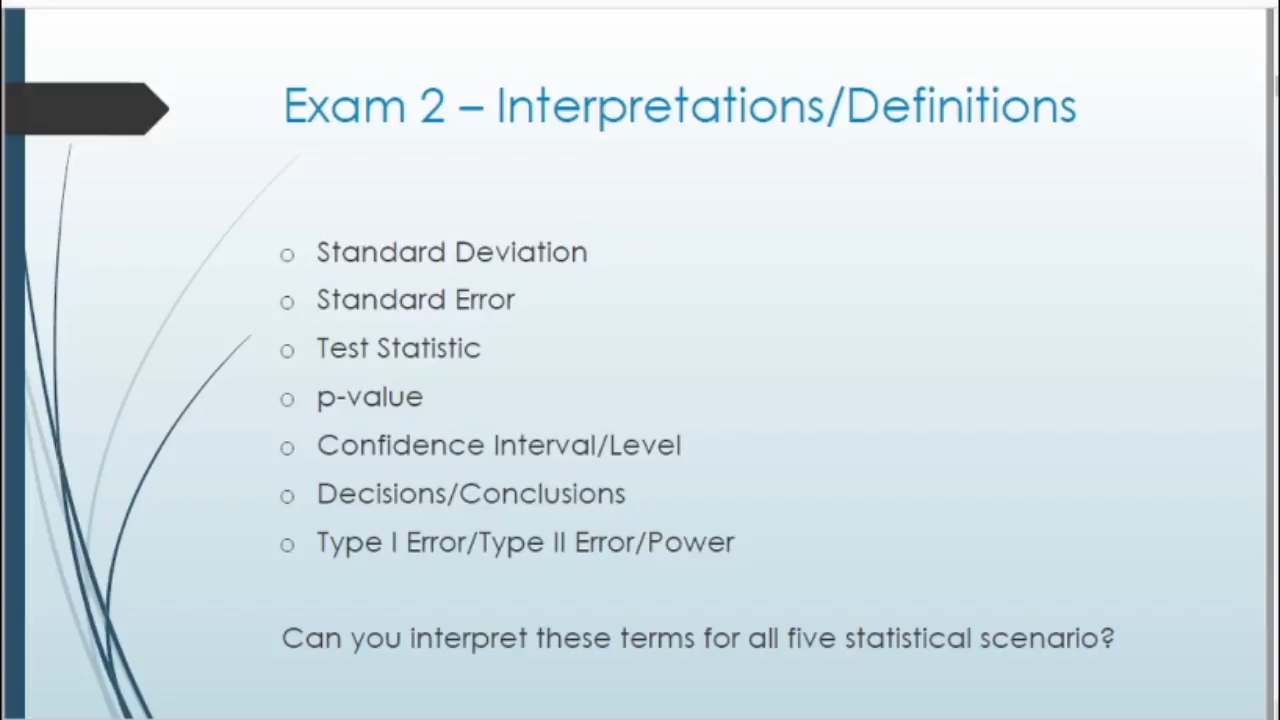 Exam 2 – Interpretations/Definitions
Standard Deviation
Standard Error
Test Statistic
p-value
Confidence Interval/Level
Decisions/Conclusions
Type I Error/Type II Error/Power
Can you interpret these terms for all five statistical scenario?